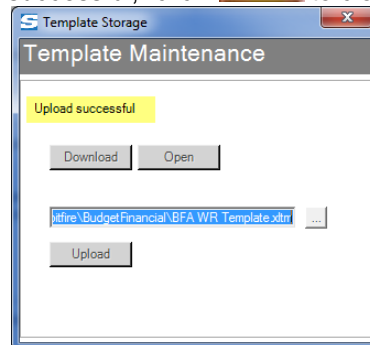 Template Storage
Template Maintenance
Upload successful
Download Open
pitfire\BudgetFinancial\BFA WR Template.xltm ...
Upload